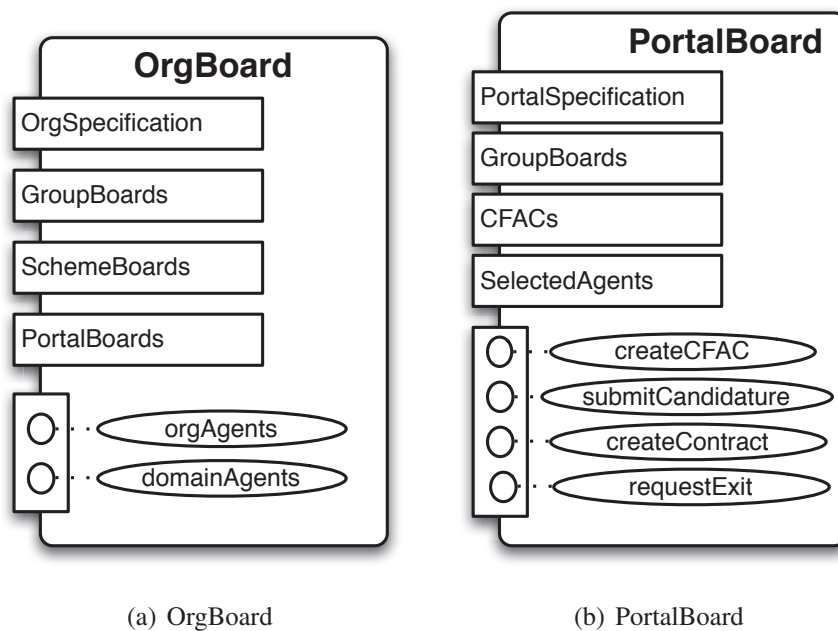 OrgBoard
OrgSpecification
GroupBoards
SchemeBoards
PortalBoards
orgAgents
domainAgents
(a) OrgBoard
PortalBoard
PortalSpecification
GroupBoards
CFACs
SelectedAgents
createCFAC
submitCandidature
createContract
requestExit
(b) PortalBoard